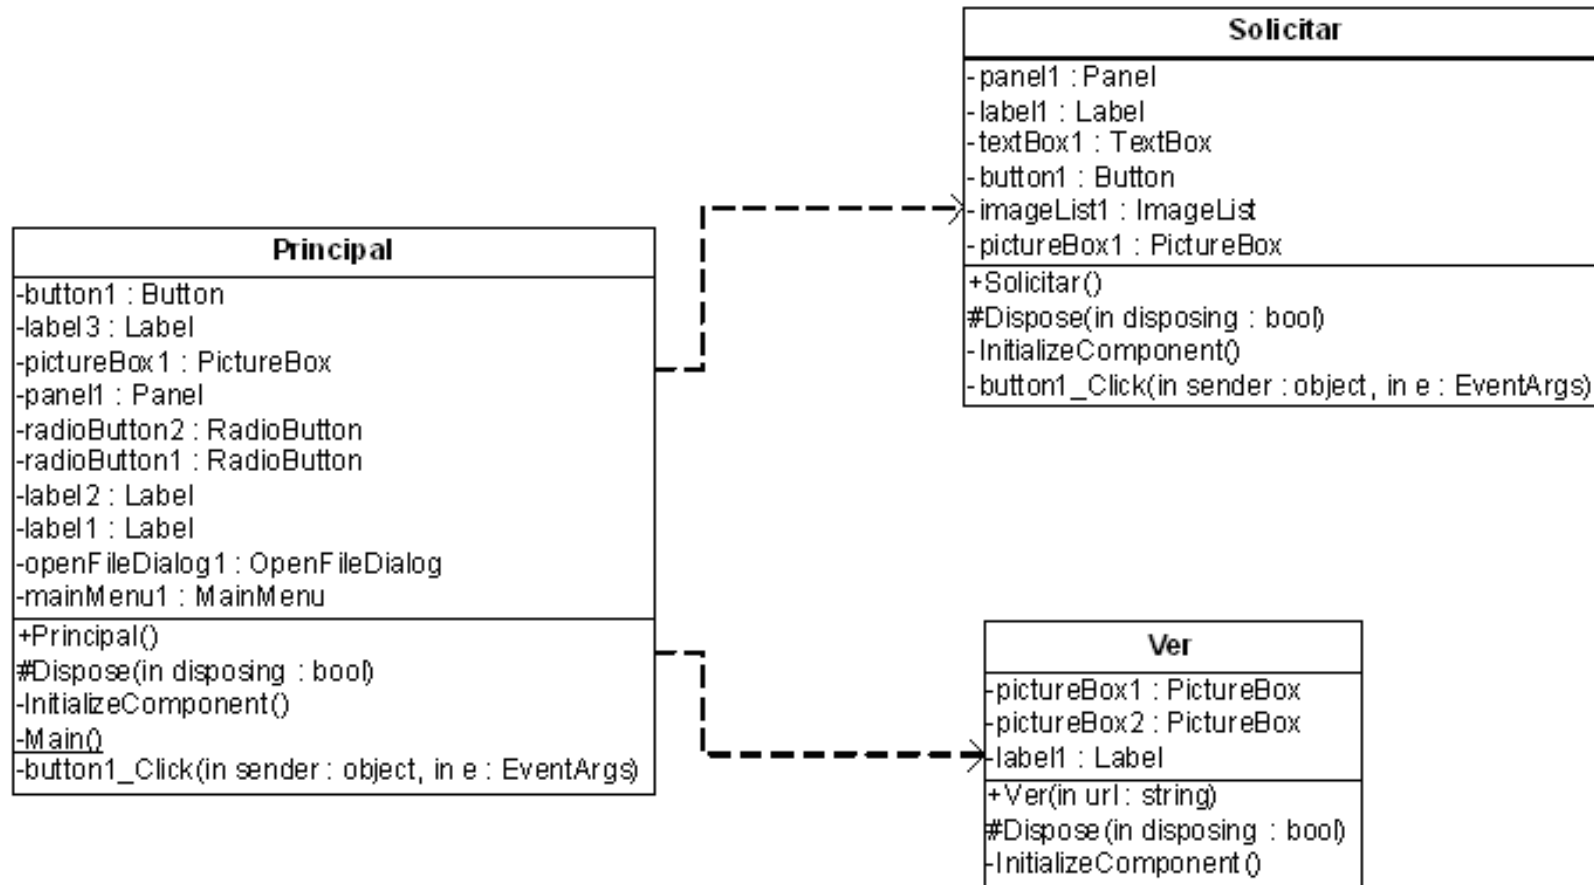 Solicitar
-panel1 : Panel
-label1 : Label
-textBox1 : TextBox
-button1 : Button
-imageList1 : ImageList
-pictureBox1 : PictureBox
+Solicitar()
#Dispose(in disposing : bool)
-InitializeComponent()
-button1_Click(in sender : object, in e : EventArgs)
Principal
-button1 : Button
-label3 : Label
-pictureBox1 : PictureBox
-panel1 : Panel
-radioButton2 : RadioButton
-radioButton1 : RadioButton
-label2 : Label
-label1 : Label
-openFileDialog1 : OpenFileDialog
-mainMenu1 : MainMenu
+Principal()
#Dispose(in disposing : bool)
-InitializeComponent()
-Main()
-button1_Click(in sender : object, in e : EventArgs)
Ver
-pictureBox1 : PictureBox
-pictureBox2 : PictureBox
-label1 : Label
+Ver(in url : string)
#Dispose(in disposing : bool)
-InitializeComponent()